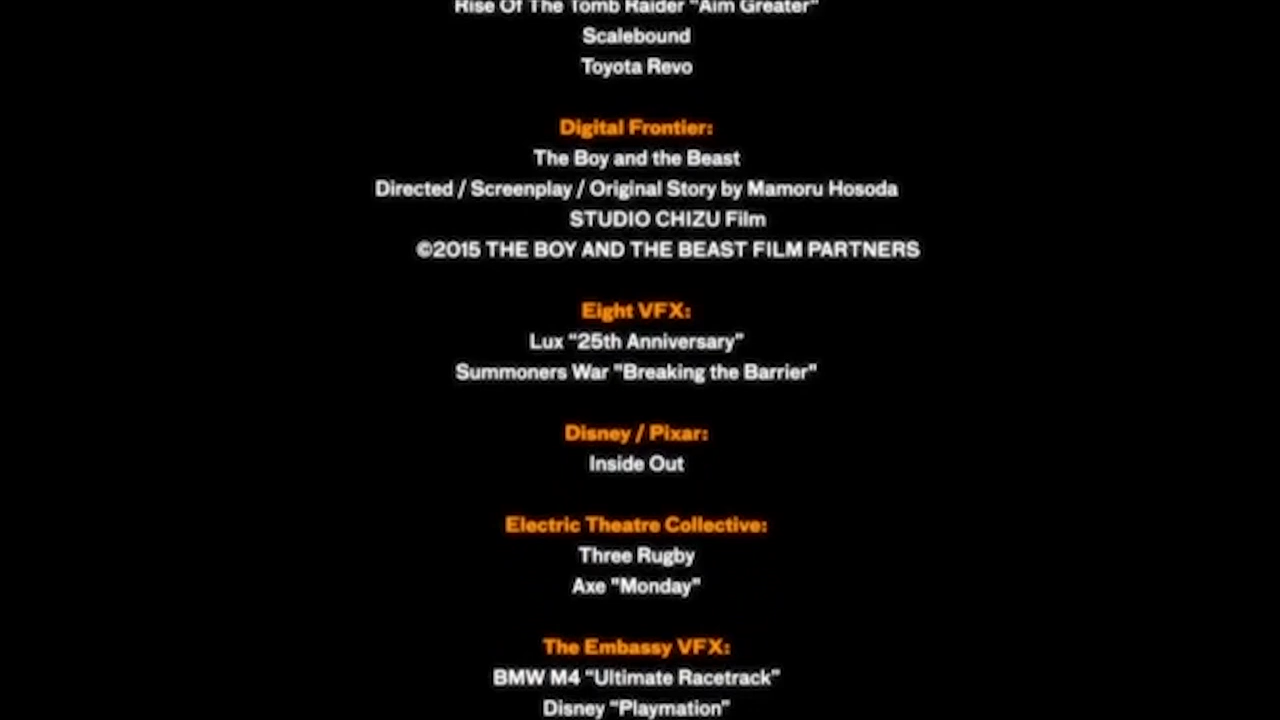 Rise Of The Tomb Raider “Aim Greater”
Scalebound
Toyota Revo
Digital Frontier:
The Boy and the Beast
Directed / Screenplay / Original Story by Mamoru Hosoda
STUDIO CHIZU Film
©2015 THE BOY AND THE BEAST FILM PARTNERS
Eight VFX:
Lux “25th Anniversary”
Summoners War "Breaking the Barrier"
Disney / Pixar:
Inside Out
Electric Theatre Collective:
Three Rugby
Axe "Monday"
The Embassy VFX:
BMW M4 “Ultimate Racetrack”
Disney “Playmation”